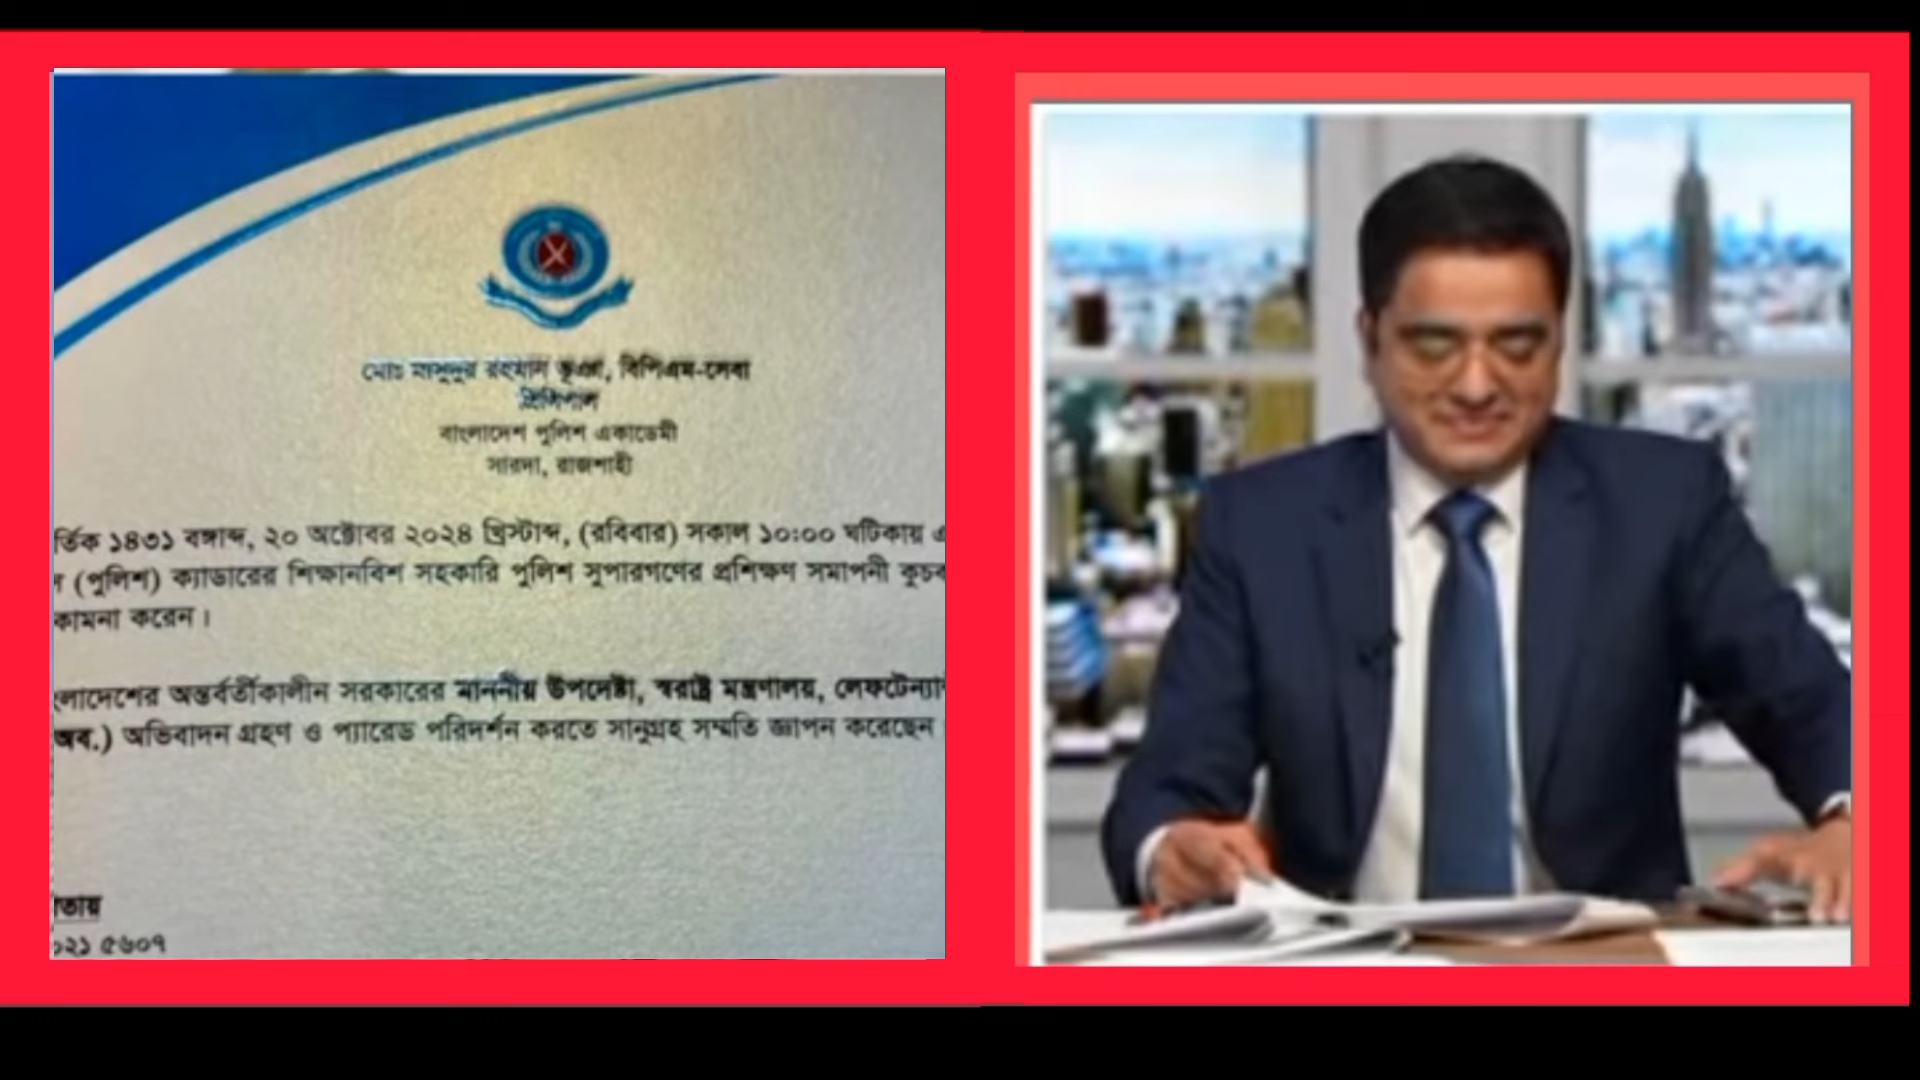 মোঃ মাসুদুর রহমান ভূঞা, বিপিএম-সেবা
প্রিন্সিপাল
বাংলাদেশ পুলিশ একাডেমী
সারদা, রাজশাহী
র্তিক ১৪৩১ বঙ্গাব্দ, ২০ অক্টোবর ২০২৪ খ্রিস্টাব্দ, (রবিবার) সকাল ১০:০০ ঘটিকায় এ
(পুলিশ) ক্যাডারের শিক্ষানবিশ সহকারি পুলিশ সুপারগণের প্রশিক্ষণ সমাপনী কুচক
কামনা করেন।
ংলাদেশের অন্তর্বর্তীকালীন সরকারের মাননীয় উপদেষ্টা, স্বরাষ্ট্র মন্ত্রণালয়, লেফটেন্যা
অব.) অভিবাদন গ্রহণ ও প্যারেড পরিদর্শন করতে সানুগ্রহ সম্মতি জ্ঞাপন করেছেন
তায়
২১ ৫৬০৭